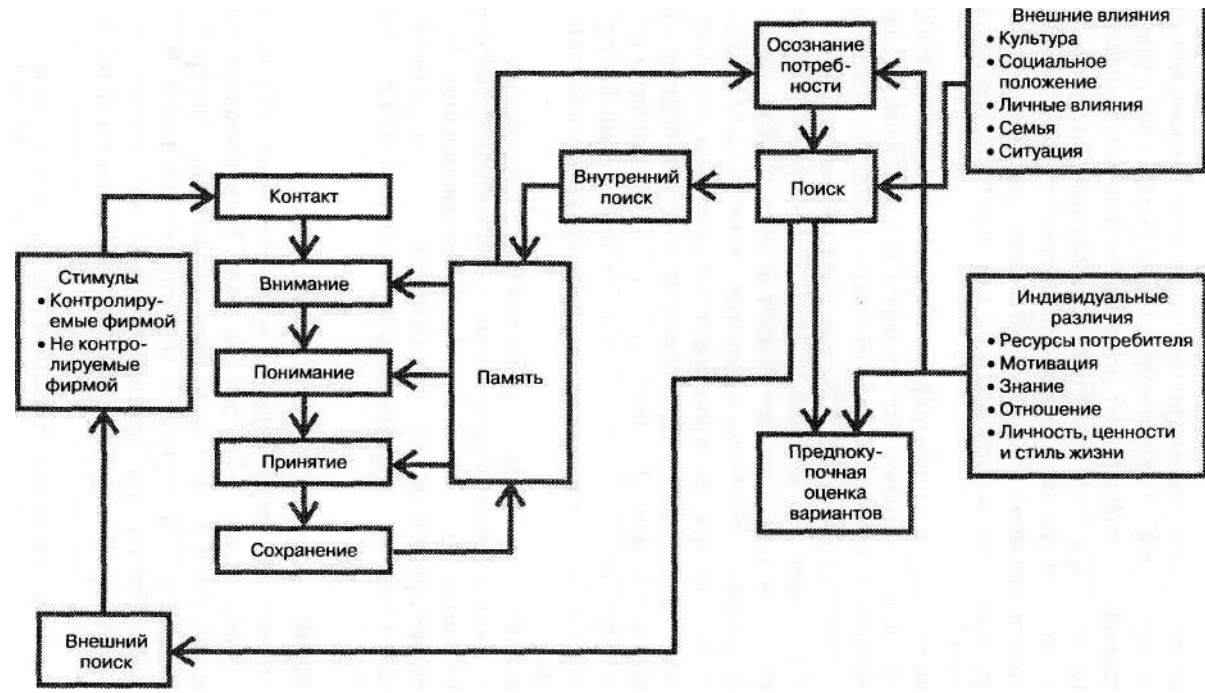 Внешние влияния
• Культура
• Социальное
положение
• Личные влияния
• Семья
• Ситуация
Осознание
потреб-
ности
Внутренний
поиск
Поиск
Контакт
Стимулы
• Контролиру-
емые фирмой
• Не контро-
лируемые
фирмой
Внимание
Понимание
Память
Принятие
Сохранение
Индивидуальные
различия
• Ресурсы потребителя
• Мотивация
• Знание
• Отношение
• Личность, ценности
и стиль жизни
Предпоку-
почная
оценка
вариантов
Внешний
поиск